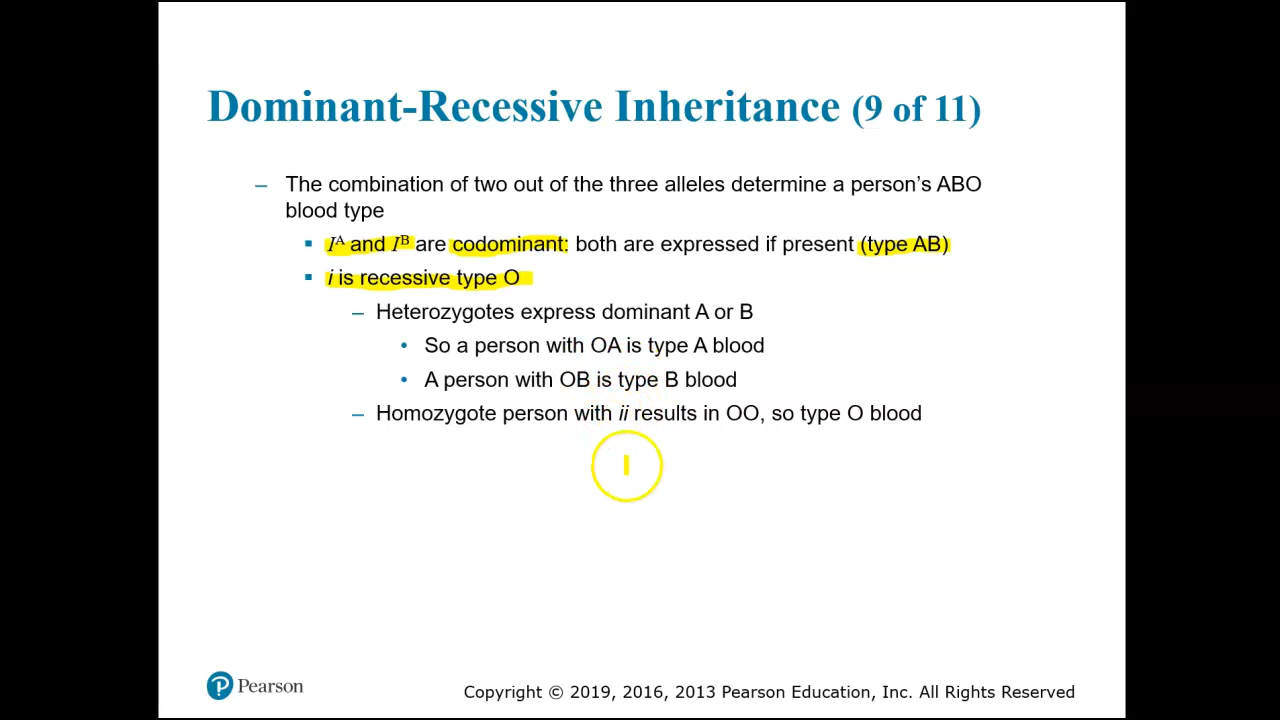 Dominant-Recessive Inheritance (9 of 11)
– The combination of two out of the three alleles determine a person’s ABO
blood type
▪ Iᴬ and Iᴮ are codominant: both are expressed if present (type AB)
▪ i is recessive type O
– Heterozygotes express dominant A or B
• So a person with OA is type A blood
• A person with OB is type B blood
– Homozygote person with ii results in OO, so type O blood
Pearson
Copyright © 2019, 2016, 2013 Pearson Education, Inc. All Rights Reserved